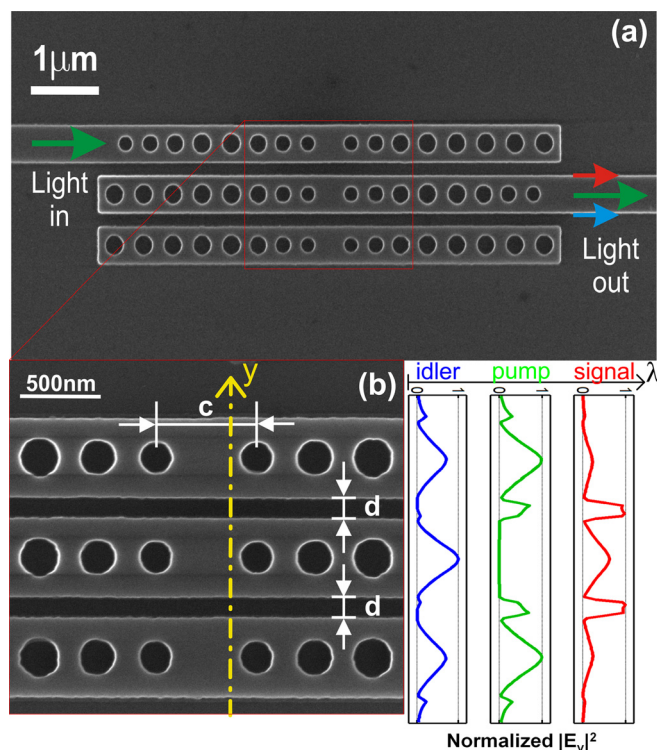 (a)
1μm
Light
in
Light
out
(b)
500nm
y
c
d
d
idler
pump
signal
λ
0
1
0
1
0
1
Normalized |Ey|²